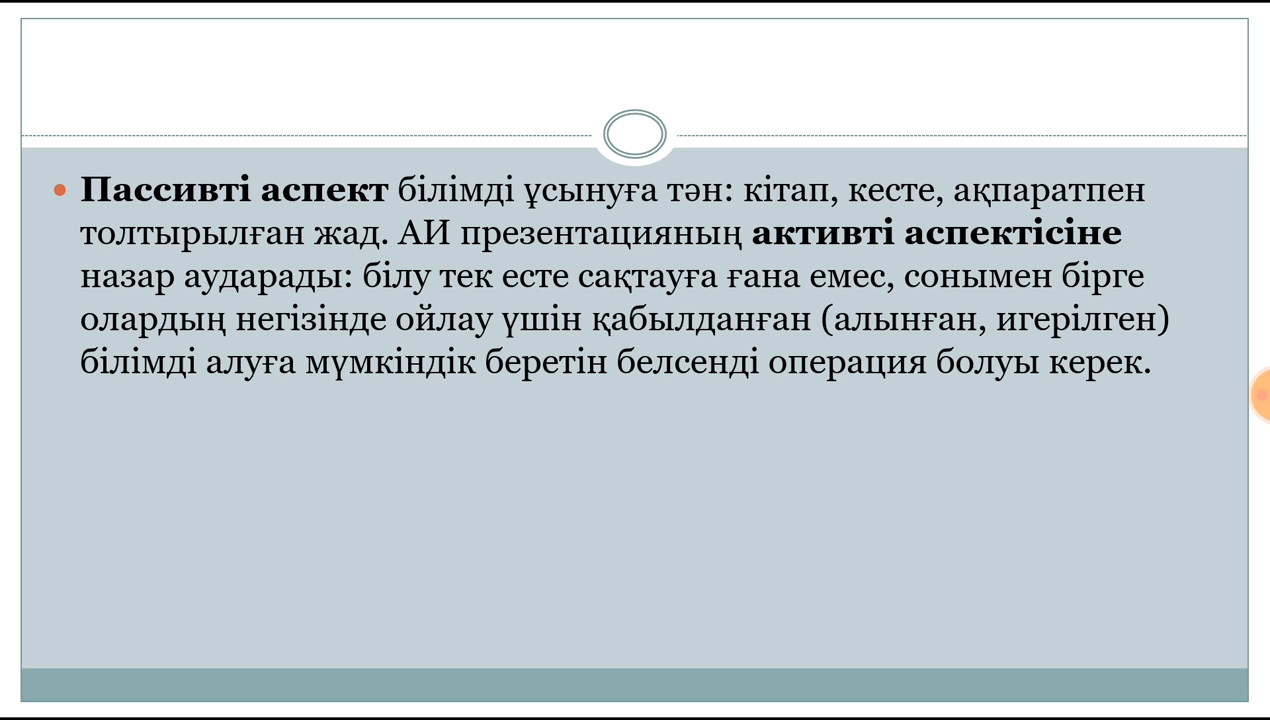 Пассивті аспект білімді ұсынуға тән: кітап, кесте, ақпаратпен
толтырылған жад. АИ презентацияның активті аспектісіне
назар аударады: білу тек есте сақтауға ғана емес, сонымен бірге
олардың негізінде ойлау үшін қабылданған (алынған, игерілген)
білімді алуға мүмкіндік беретін белсенді операция болуы керек.